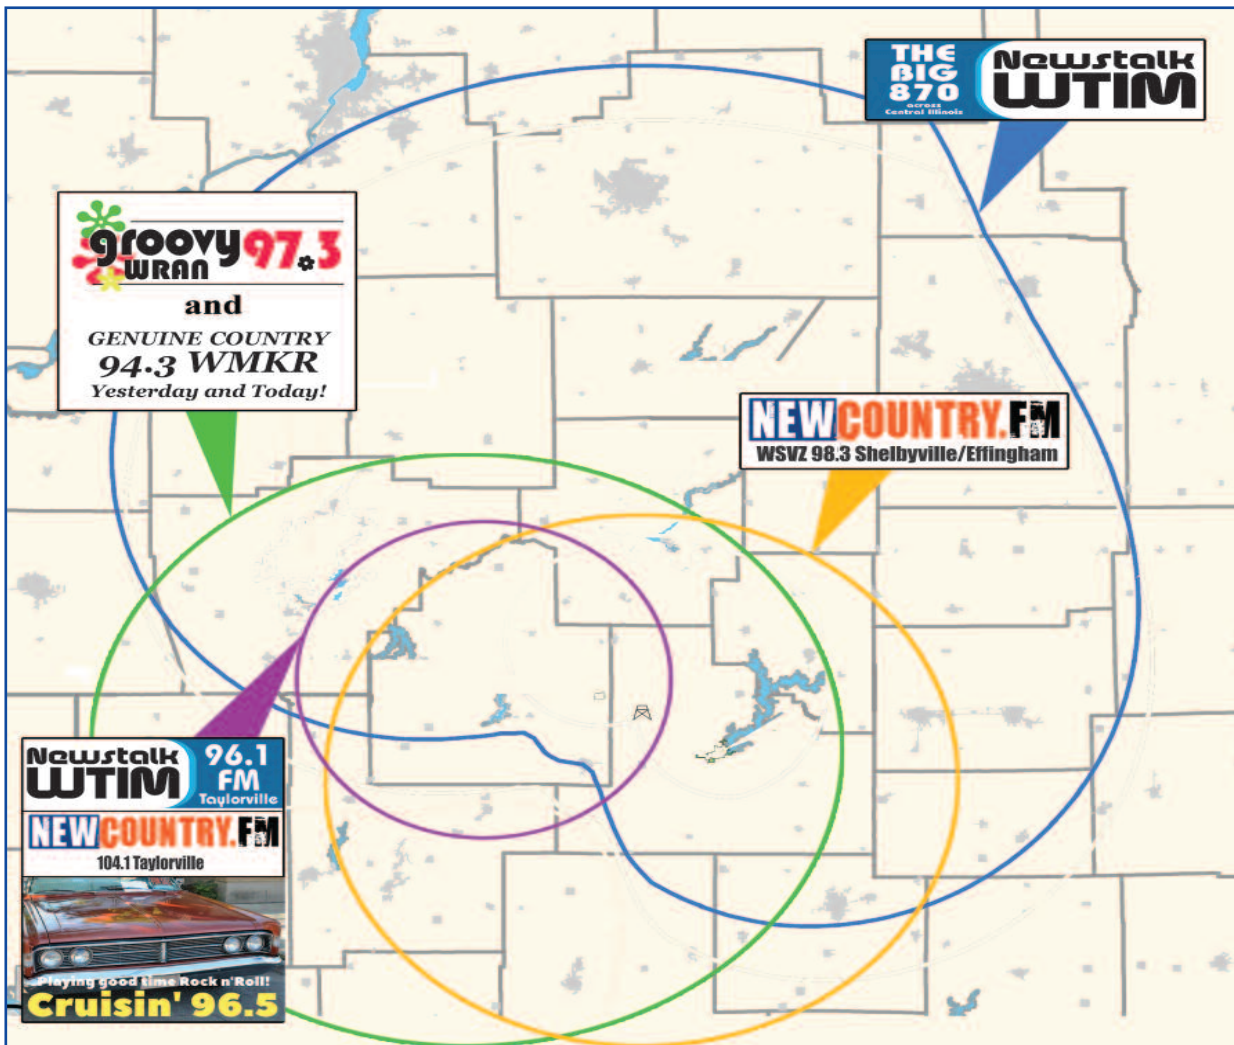 THE
BIG
870
across
Central Illinois
Newstalk
WTIM
groovy 97.3
WRAN
and
GENUINE COUNTRY
94.3 WMKR
Yesterday and Today!
NEWCOUNTRY.FM
WSVZ 98.3 Shelbyville/Effingham
Newstalk
WTIM
96.1
FM
Taylorville
NEWCOUNTRY.FM
104.1 Taylorville
Playing good time Rock n'Roll!
Cruisin' 96.5